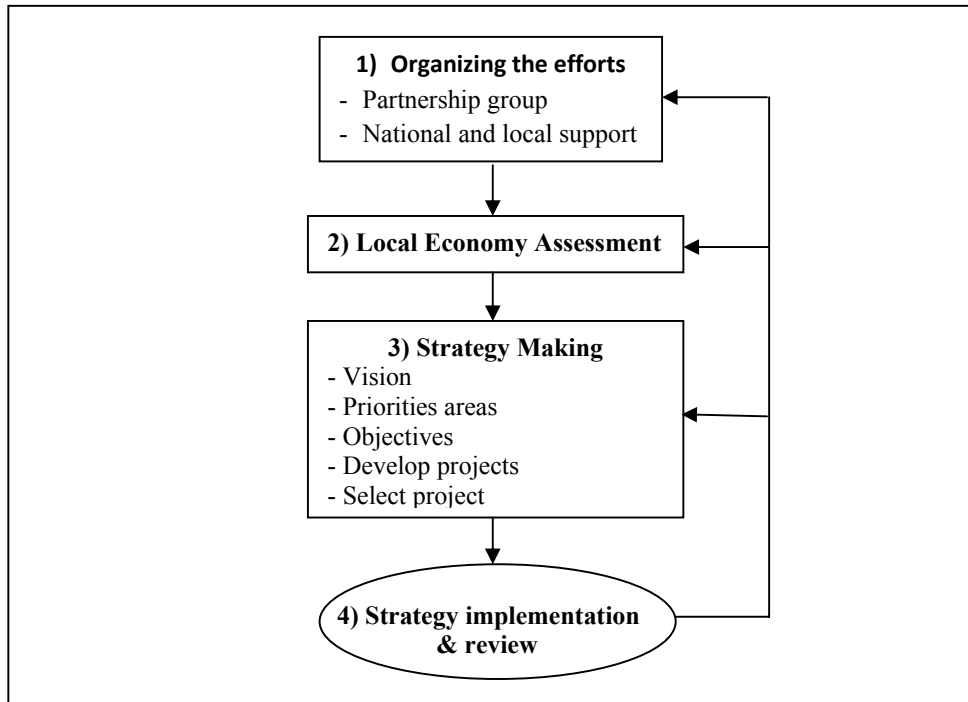 1) Organizing the efforts
- Partnership group
- National and local support
2) Local Economy Assessment
3) Strategy Making
- Vision
- Priorities areas
- Objectives
- Develop projects
- Select project
4) Strategy implementation
& review